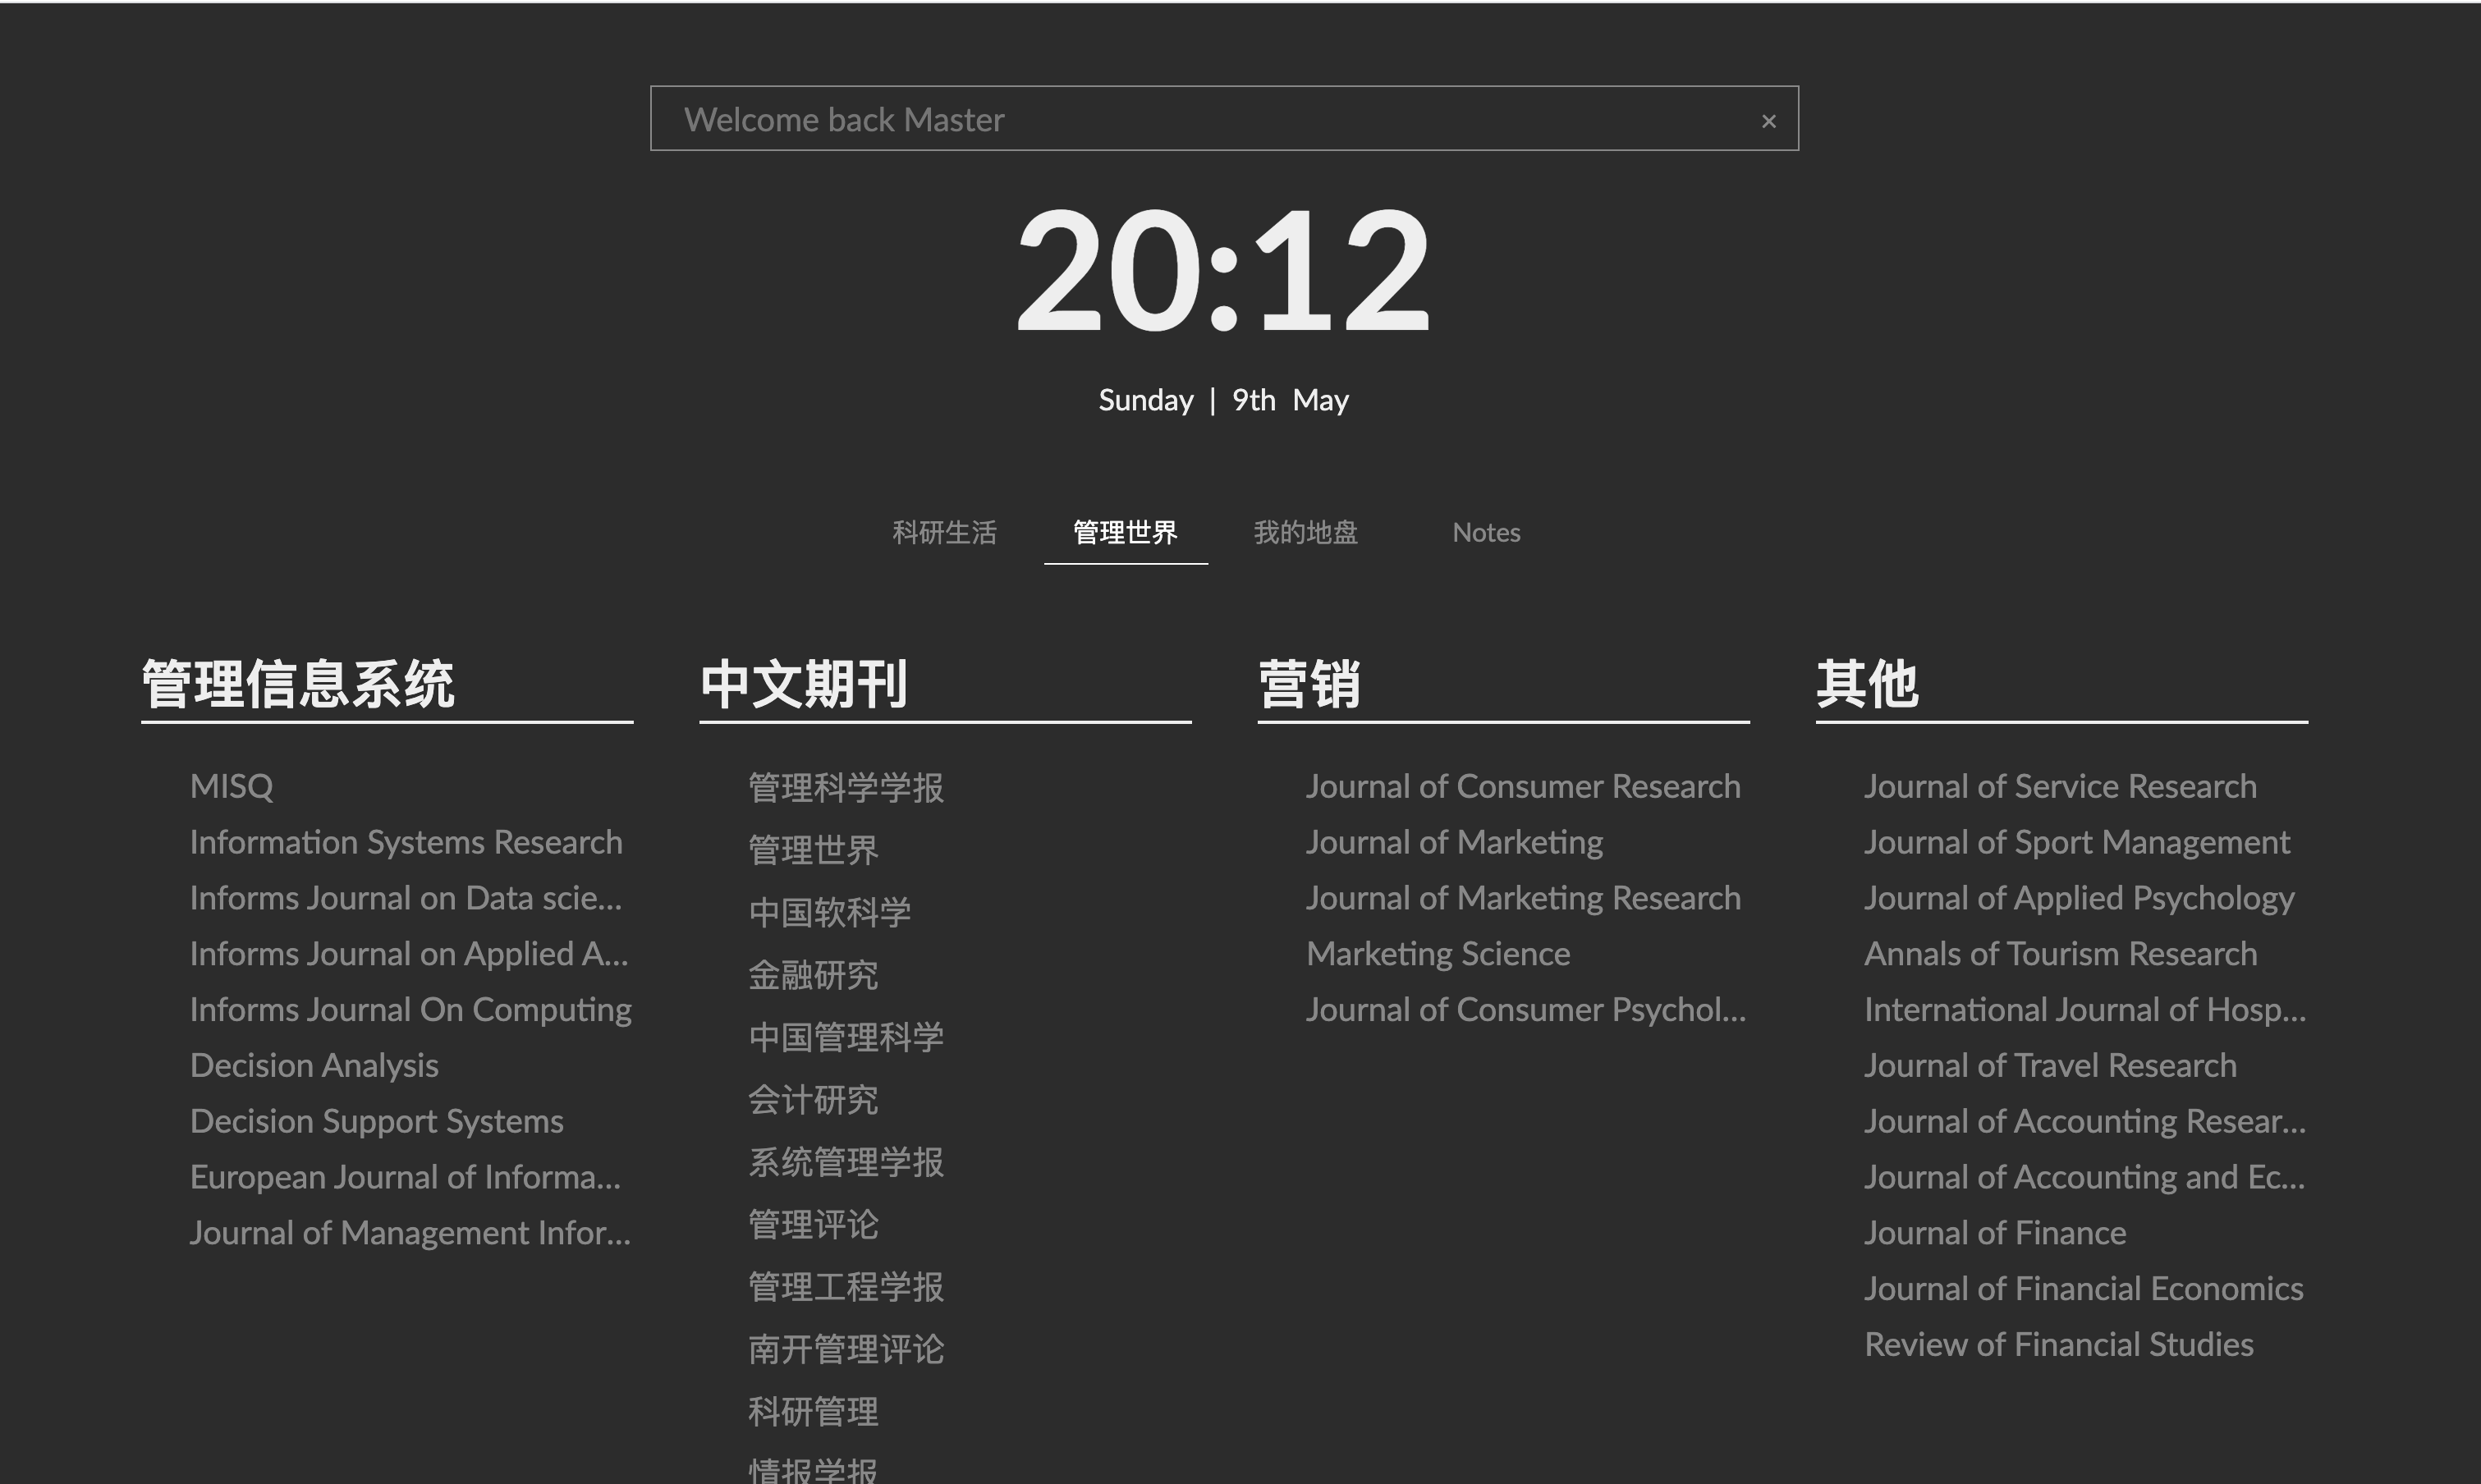 Welcome back Master ×
20:12
Sunday | 9th May
科研生活 管理世界 我的地盘 Notes
管理信息系统
MISQ
Information Systems Research
Informs Journal on Data scie...
Informs Journal on Applied A...
Informs Journal On Computing
Decision Analysis
Decision Support Systems
European Journal of Informa...
Journal of Management Infor...
中文期刊
管理科学学报
管理世界
中国软科学
金融研究
中国管理科学
会计研究
系统管理学报
管理评论
管理工程学报
南开管理评论
科研管理
情报学报
营销
Journal of Consumer Research
Journal of Marketing
Journal of Marketing Research
Marketing Science
Journal of Consumer Psychol...
其他
Journal of Service Research
Journal of Sport Management
Journal of Applied Psychology
Annals of Tourism Research
International Journal of Hosp...
Journal of Travel Research
Journal of Accounting Resear...
Journal of Accounting and Ec...
Journal of Finance
Journal of Financial Economics
Review of Financial Studies